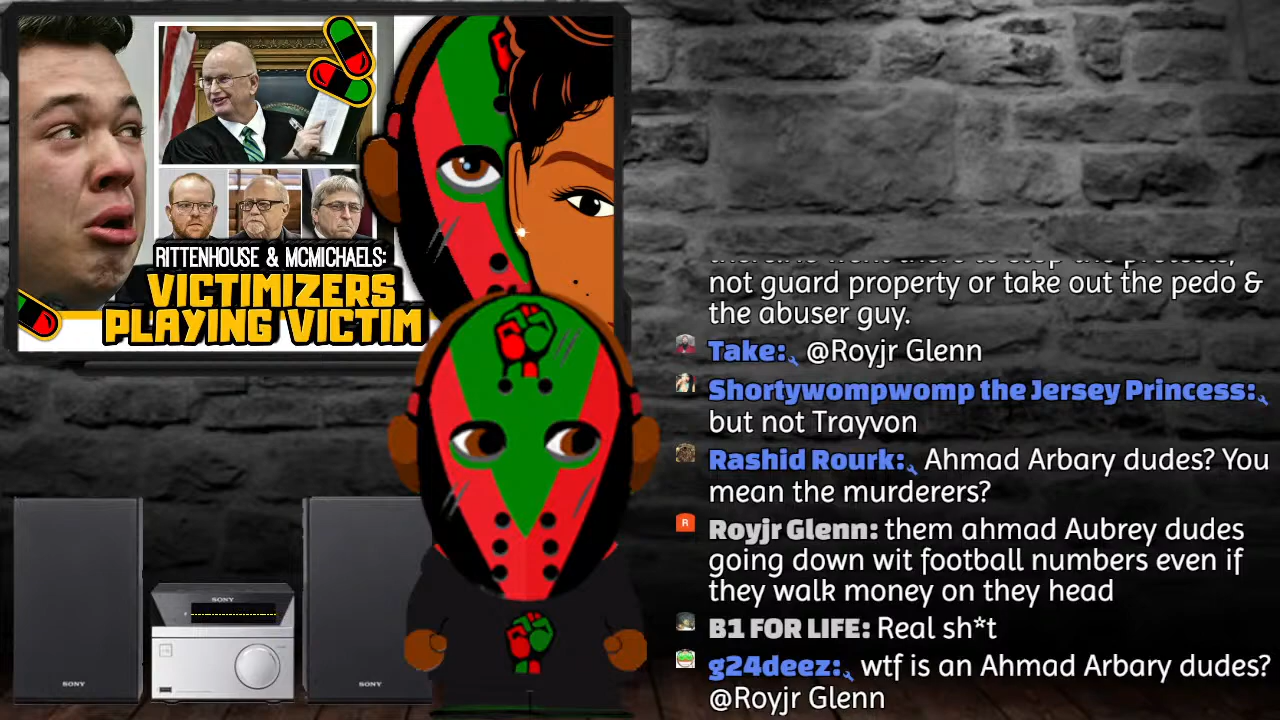 RITTENHOUSE & MCMICHAELS:
VICTIMIZERS
PLAYING VICTIM
not guard property or take out the pedo &
the abuser guy.
Take: @Royjr Glenn
Shortywompwomp the Jersey Princess:
but not Trayvon
Rashid Rourk: Ahmad Arbary dudes? You
mean the murderers?
R
Royjr Glenn: them ahmad Aubrey dudes
going down wit football numbers even if
they walk money on they head
B1 FOR LIFE: Real sh*t
g24deez: wtf is an Ahmad Arbary dudes?
@Royjr Glenn
SONY
SONY
SONY